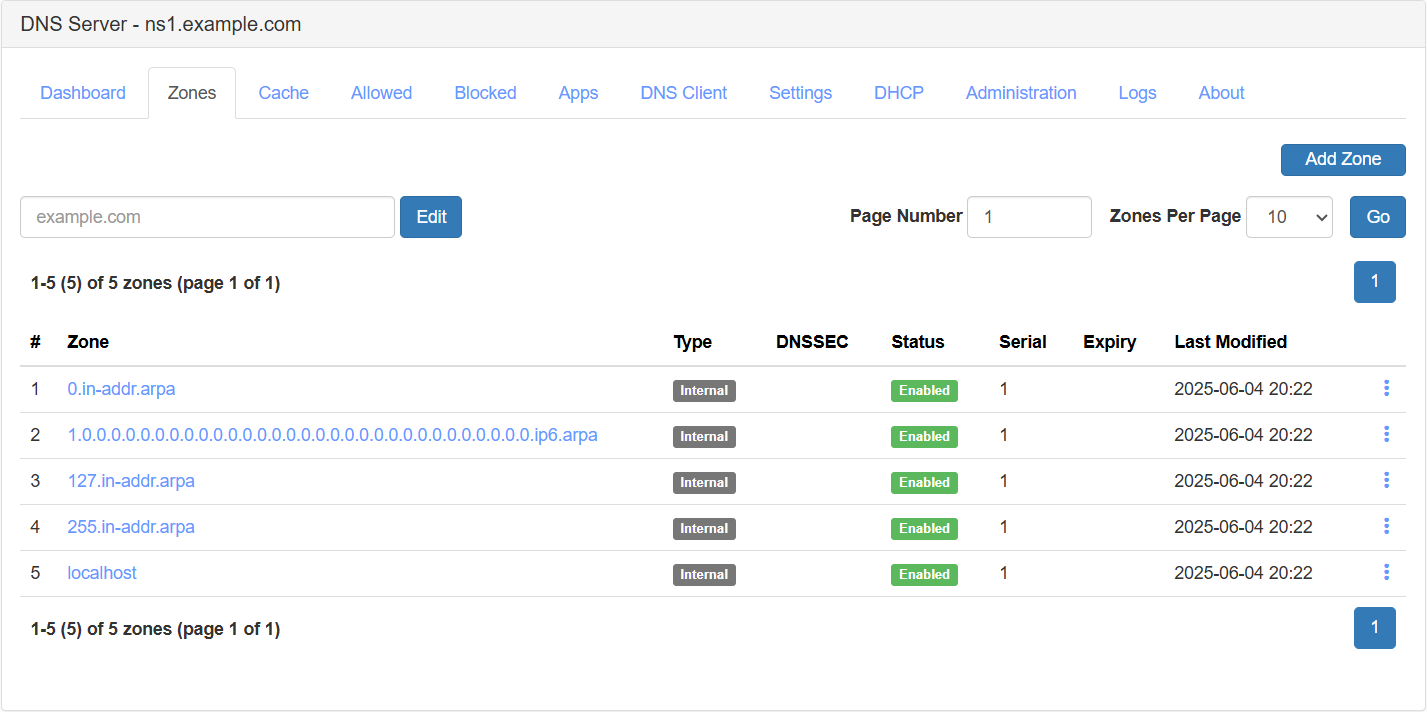 DNS Server - ns1.example.com
Dashboard Zones Cache Allowed Blocked Apps DNS Client Settings DHCP Administration Logs About
Add Zone
example.com Edit Page Number 1 Zones Per Page 10 Go
1-5 (5) of 5 zones (page 1 of 1) 1
# Zone Type DNSSEC Status Serial Expiry Last Modified
1 0.in-addr.arpa Internal Enabled 1 2025-06-04 20:22
2 1.0.0.0.0.0.0.0.0.0.0.0.0.0.0.0.0.0.0.0.0.0.0.0.0.0.0.0.0.0.0.0.ip6.arpa Internal Enabled 1 2025-06-04 20:22
3 127.in-addr.arpa Internal Enabled 1 2025-06-04 20:22
4 255.in-addr.arpa Internal Enabled 1 2025-06-04 20:22
5 localhost Internal Enabled 1 2025-06-04 20:22
1-5 (5) of 5 zones (page 1 of 1) 1